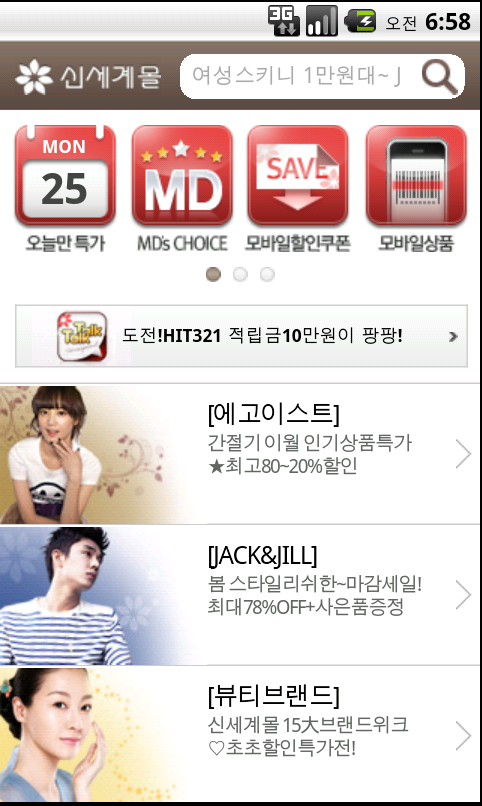 3G
오전 6:58
신세계몰
여성스키니 1만원대~ J
MON
25
MD
SAVE
오늘만 특가
MD's CHOICE
모바일할인쿠폰
모바일상품
Talk
Talk
도전!HIT321 적립금10만원이 팡팡!
[에고이스트]
간절기 이월 인기상품특가
★최고80~20%할인
[JACK&JILL]
봄 스타일리쉬한~마감세일!
최대78%OFF+사은품증정
[뷰티브랜드]
신세계몰 15大브랜드위크
♡초초할인특가전!